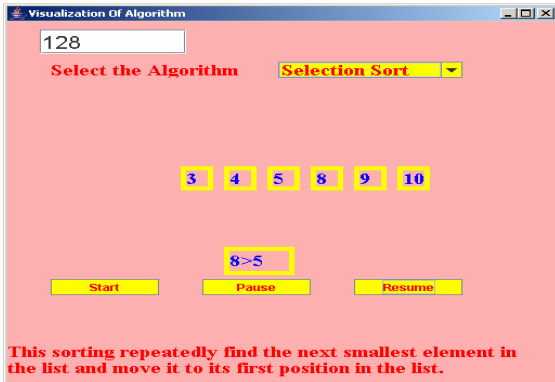 Visualization Of Algorithm
128
Select the Algorithm Selection Sort
3 4 5 8 9 10
8>5
Start Pause Resume
This sorting repeatedly find the next smallest element in
the list and move it to its first position in the list.